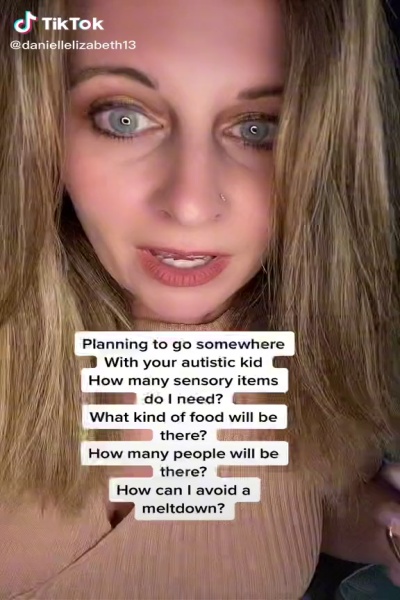 TikTok
@daniellelizabeth13
Planning to go somewhere
With your autistic kid
How many sensory items
do I need?
What kind of food will be
there?
How many people will be
there?
How can I avoid a
meltdown?